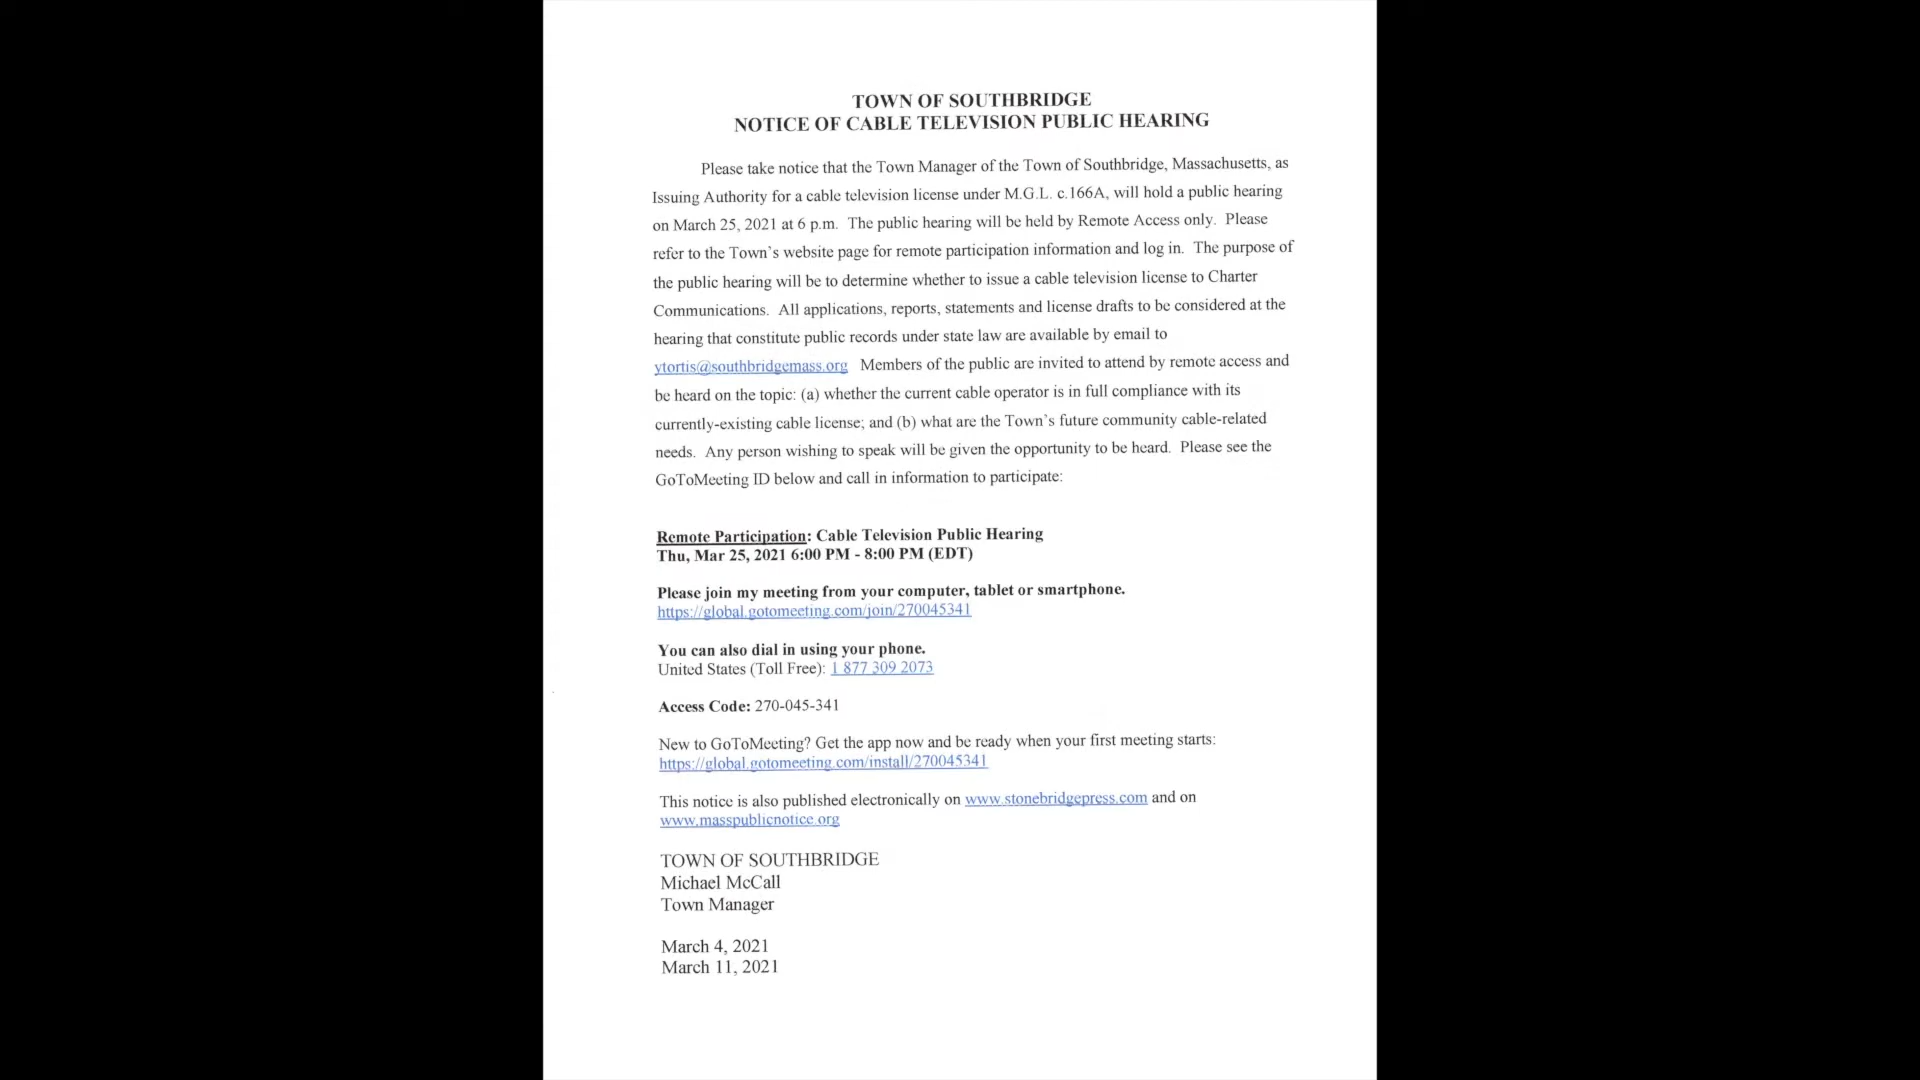 TOWN OF SOUTHBRIDGE
NOTICE OF CABLE TELEVISION PUBLIC HEARING
Please take notice that the Town Manager of the Town of Southbridge, Massachusetts, as
Issuing Authority for a cable television license under M.G.L. c.166A, will hold a public hearing
on March 25, 2021 at 6 p.m. The public hearing will be held by Remote Access only. Please
refer to the Town's website page for remote participation information and log in. The purpose of
the public hearing will be to determine whether to issue a cable television license to Charter
Communications. All applications, reports, statements and license drafts to be considered at the
hearing that constitute public records under state law are available by email to
ytortis@southbridgemass.org Members of the public are invited to attend by remote access and
be heard on the topic: (a) whether the current cable operator is in full compliance with its
currently-existing cable license; and (b) what are the Town's future community cable-related
needs. Any person wishing to speak will be given the opportunity to be heard. Please see the
GoToMeeting ID below and call in information to participate:
Remote Participation: Cable Television Public Hearing
Thu, Mar 25, 2021 6:00 PM - 8:00 PM (EDT)
Please join my meeting from your computer, tablet or smartphone.
https://global.gotomeeting.com/join/270045341
You can also dial in using your phone.
United States (Toll Free): 1 877 309 2073
Access Code: 270-045-341
New to GoToMeeting? Get the app now and be ready when your first meeting starts:
https://global.gotomeeting.com/install/270045341
This notice is also published electronically on www.stonebridgepress.com and on
www.masspublicnotice.org
TOWN OF SOUTHBRIDGE
Michael McCall
Town Manager
March 4, 2021
March 11, 2021